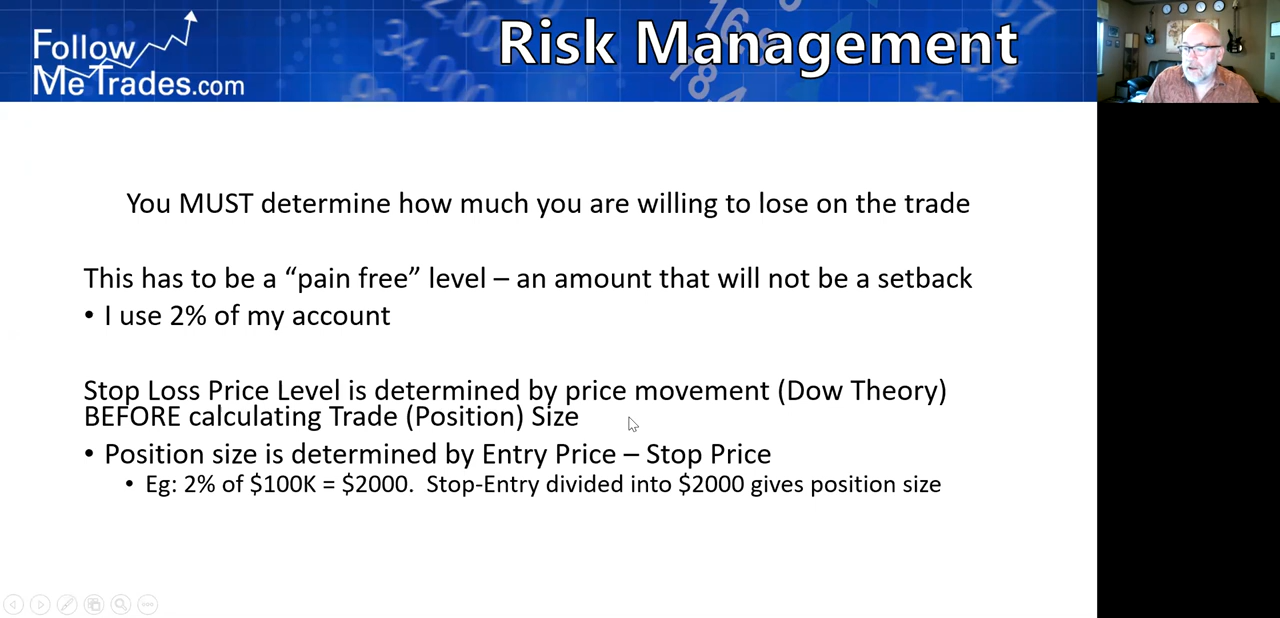 Follow
Me Trades.com
Risk Management
You MUST determine how much you are willing to lose on the trade
This has to be a “pain free” level – an amount that will not be a setback
• I use 2% of my account
Stop Loss Price Level is determined by price movement (Dow Theory)
BEFORE calculating Trade (Position) Size
• Position size is determined by Entry Price – Stop Price
• Eg: 2% of $100K = $2000.  Stop-Entry divided into $2000 gives position size